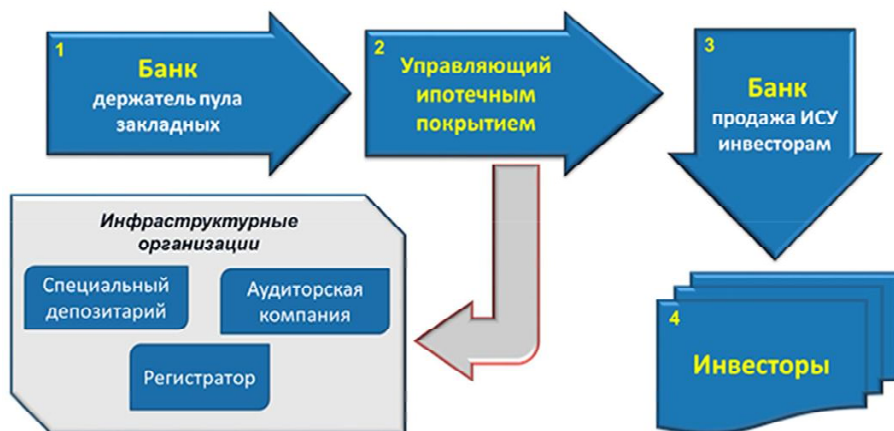 1
Банк
держатель пула
закладных
2
Управляющий
ипотечным
покрытием
3
Банк
продажа ИСУ
инвесторам
Инфраструктурные
организации
Специальный
депозитарий
Аудиторская
компания
Регистратор
4
Инвесторы